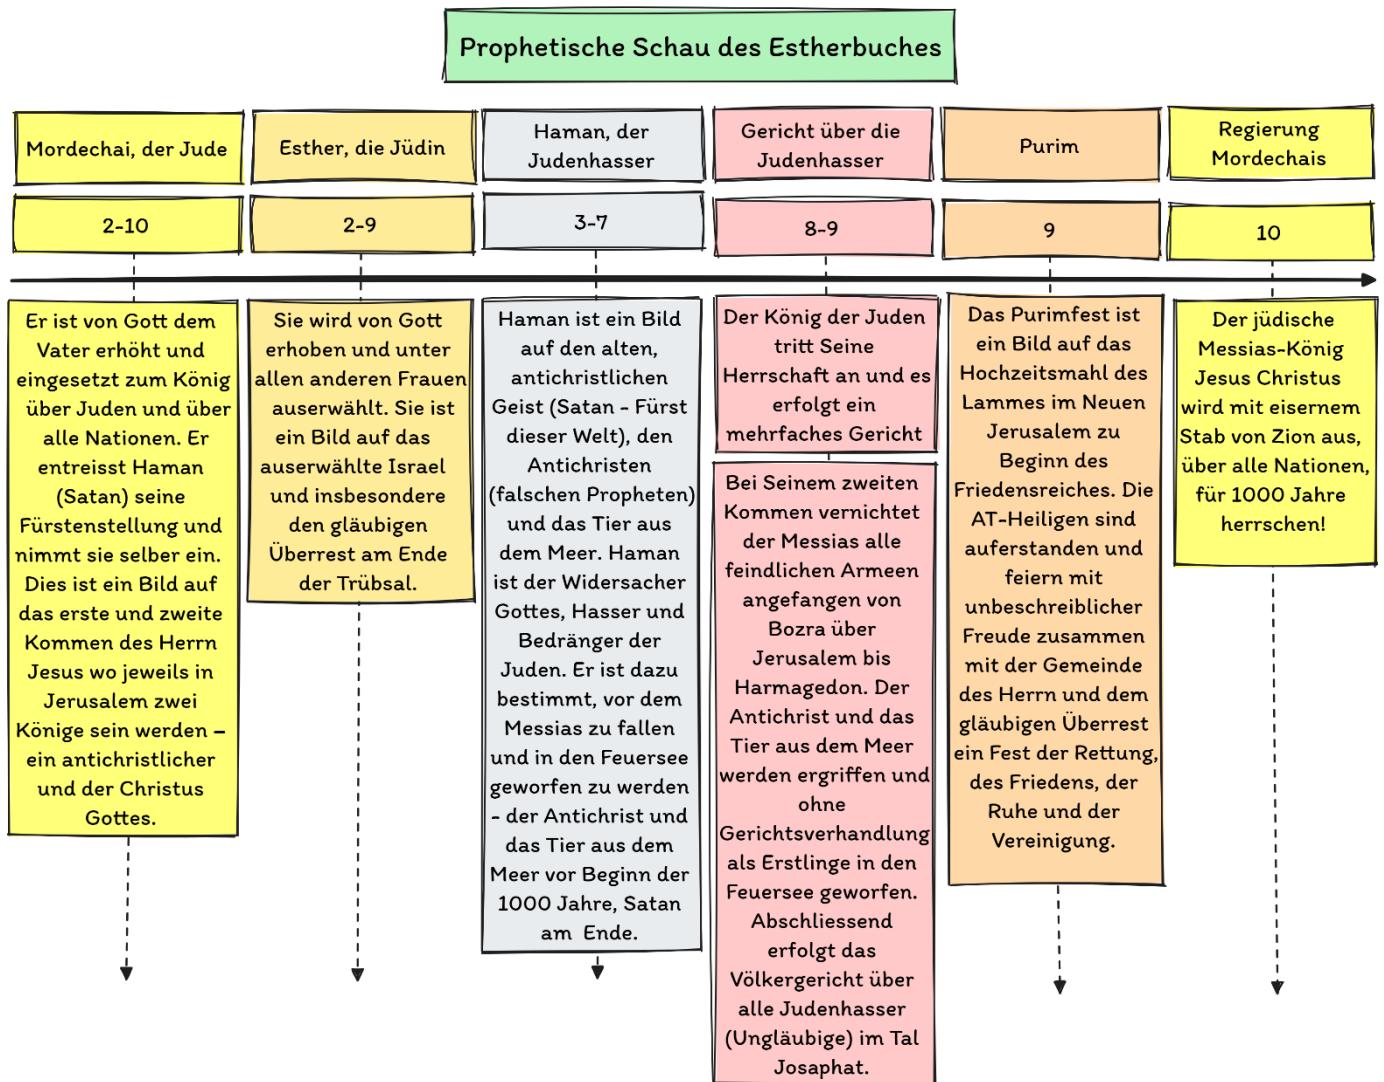 Prophetische Schau des Estherbuches
Mordechai, der Jude
Esther, die Jüdin
Haman, der
Judenhasser
Gericht über die
Judenhasser
Purim
Regierung
Mordechais
2-10
2-9
3-7
8-9
9
10
Er ist von Gott dem
Vater erhöht und
eingesetzt zum König
über Juden und über
alle Nationen. Er
entreisst Haman
(Satan) seine
Fürstenstellung und
nimmt sie selber ein.
Dies ist ein Bild auf
das erste und zweite
Kommen des Herrn
Jesus wo jeweils in
Jerusalem zwei
Könige sein werden –
ein antichristlicher
und der Christus
Gottes.
Sie wird von Gott
erhoben und unter
allen anderen Frauen
auserwählt. Sie ist
ein Bild auf das
auserwählte Israel
und insbesondere
den gläubigen
Überrest am Ende
der Trübsal.
Haman ist ein Bild
auf den alten,
antichristlichen
Geist (Satan - Fürst
dieser Welt), den
Antichristen
(falschen Propheten)
und das Tier aus
dem Meer. Haman
ist der Widersacher
Gottes, Hasser und
Bedränger der
Juden. Er ist dazu
bestimmt, vor dem
Messias zu fallen
und in den Feuersee
geworfen zu werden
- der Antichrist und
das Tier aus dem
Meer vor Beginn der
1000 Jahre, Satan
am Ende.
Der König der Juden
tritt Seine
Herrschaft an und es
erfolgt ein
mehrfaches Gericht
Bei Seinem zweiten
Kommen vernichtet
der Messias alle
feindlichen Armeen
angefangen von
Bozra über
Jerusalem bis
Harmagedon. Der
Antichrist und das
Tier aus dem Meer
werden ergriffen und
ohne
Gerichtsverhandlung
als Erstlinge in den
Feuersee geworfen.
Abschliessend
erfolgt das
Völkergericht über
alle Judenhasser
(Ungläubige) im Tal
Josaphat.
Das Purimfest ist
ein Bild auf das
Hochzeitsmahl des
Lammes im Neuen
Jerusalem zu
Beginn des
Friedensreiches. Die
AT-Heiligen sind
auferstanden und
feiern mit
unbeschreiblicher
Freude zusammen
mit der Gemeinde
des Herrn und dem
gläubigen Überrest
ein Fest der Rettung,
des Friedens, der
Ruhe und der
Vereinigung.
Der jüdische
Messias-König
Jesus Christus
wird mit eisernem
Stab von Zion aus,
über alle Nationen,
für 1000 Jahre
herrschen!